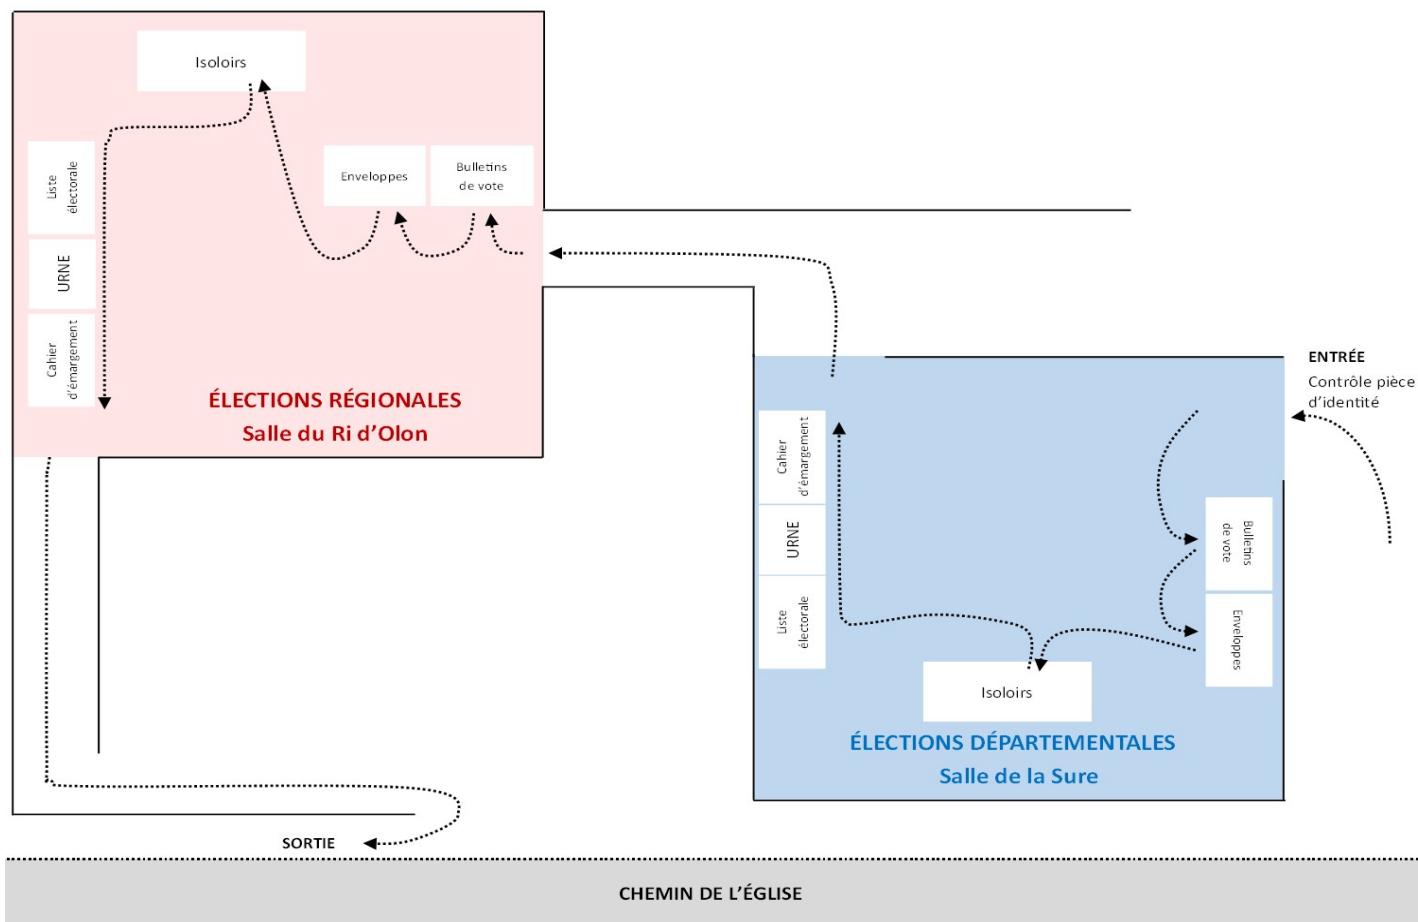 Isoloirs
Liste
électorale
URNE
Cahier
d'émargement
Enveloppes
Bulletins
de vote
ÉLECTIONS RÉGIONALES
Salle du Ri d'Olon
ENTRÉE
Contrôle pièce
d'identité
Cahier
d'émargement
URNE
Liste
électorale
Bulletins
de vote
Enveloppes
Isoloirs
ÉLECTIONS DÉPARTEMENTALES
Salle de la Sure
SORTIE
CHEMIN DE L'ÉGLISE